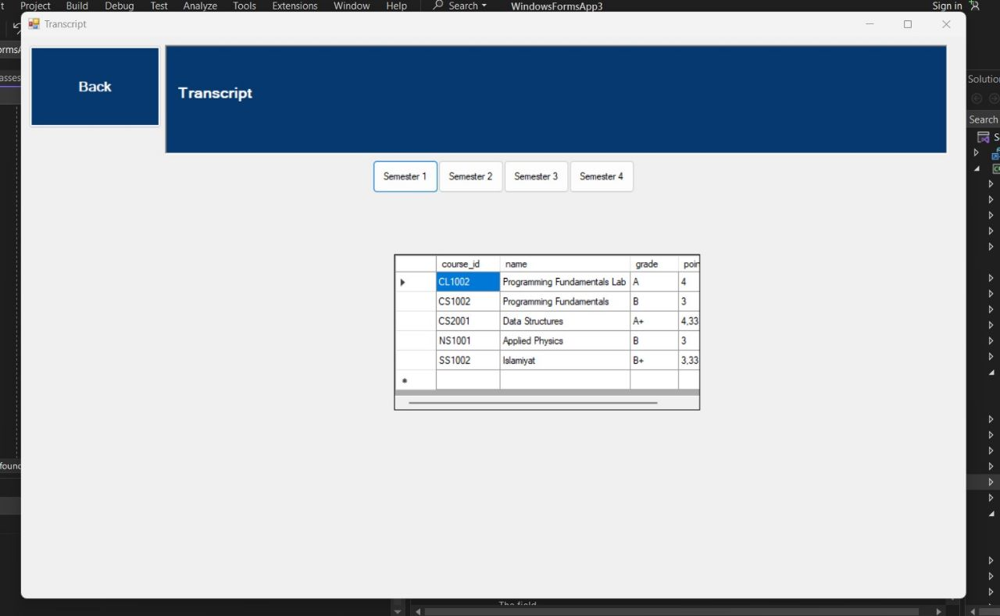 t Project Build Debug Test Analyze Tools Extensions Window Help Search WindowsFormsApp3 Sign in
Transcript
Back
Transcript
Semester 1 Semester 2 Semester 3 Semester 4
course_id name grade poin
CL1002 Programming Fundamentals Lab A 4
CS1002 Programming Fundamentals B 3
CS2001 Data Structures A+ 4,33
NS1001 Applied Physics B 3
SS1002 Islamiyat B+ 3,33
*
ormsA
asses
found
Solutio
Search
S
The field